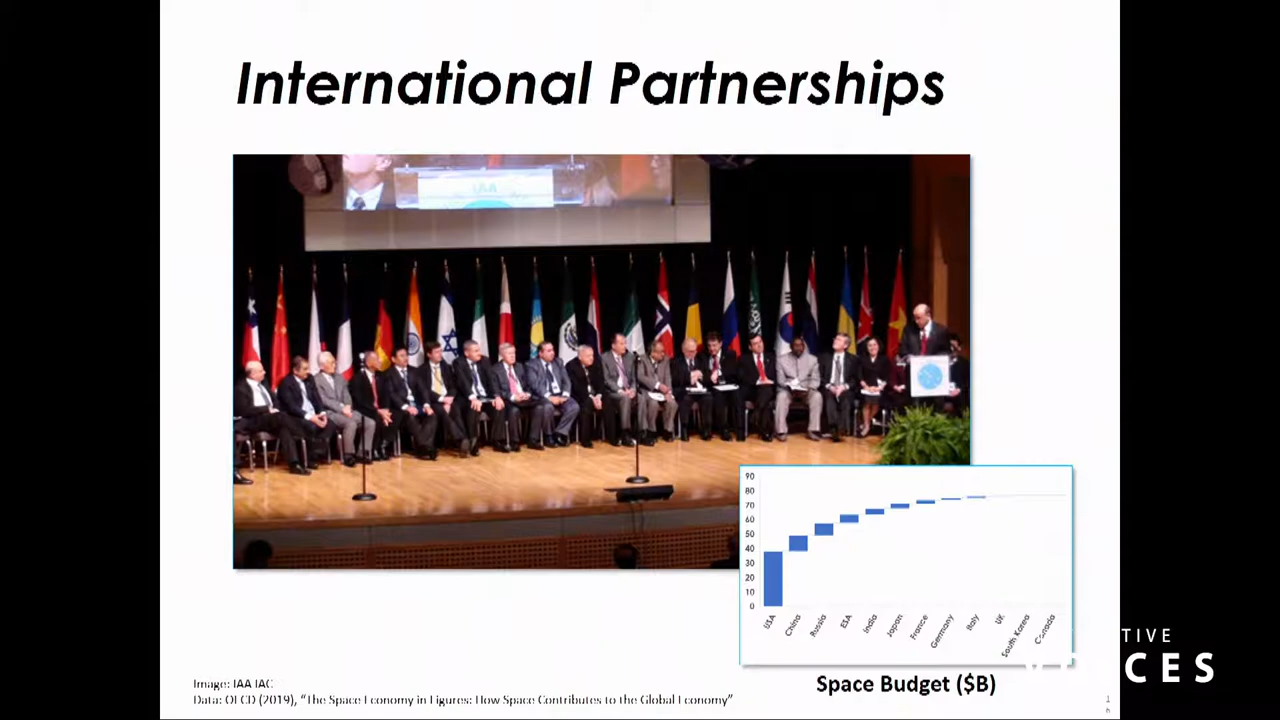 International Partnerships
IAA
90
80
70
60
50
40
30
20
10
0
USA
China
Russia
ESA
India
Japan
France
Germany
Italy
UK
South Korea
Canada
TIVE
CES
Space Budget ($B)
Image: IAA IAC
Data: OECD (2019), “The Space Economy in Figures: How Space Contributes to the Global Economy”